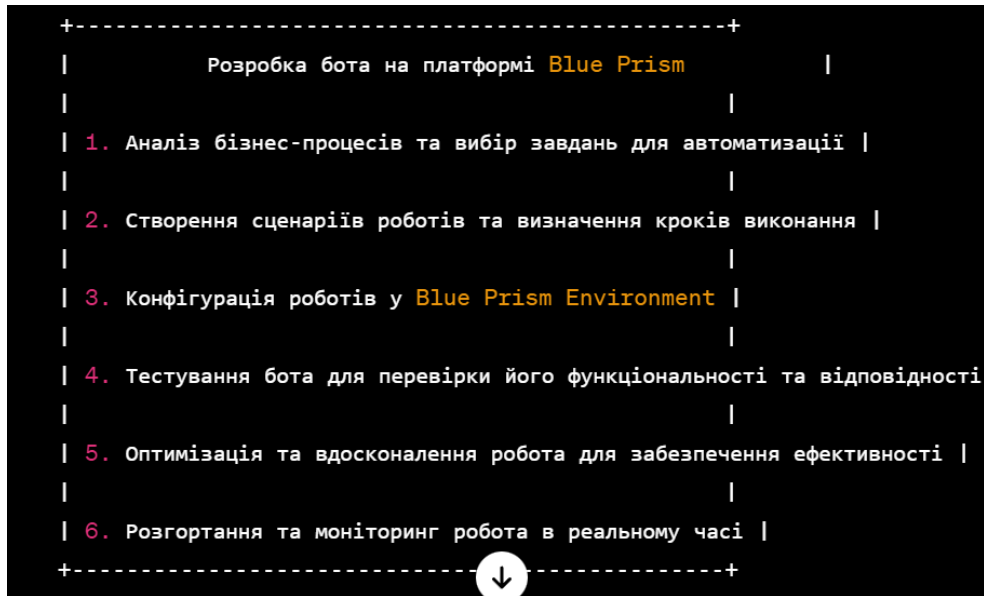 +------------------------------------------------+
| Розробка бота на платформі Blue Prism |
| |
| 1. Аналіз бізнес-процесів та вибір завдань для автоматизації |
| |
| 2. Створення сценаріїв роботів та визначення кроків виконання |
| |
| 3. Конфігурація роботів у Blue Prism Environment |
| |
| 4. Тестування бота для перевірки його функціональності та відповідності
| |
| 5. Оптимізація та вдосконалення робота для забезпечення ефективності |
| |
| 6. Розгортання та моніторинг робота в реальному часі |
+------------------------------------------------+